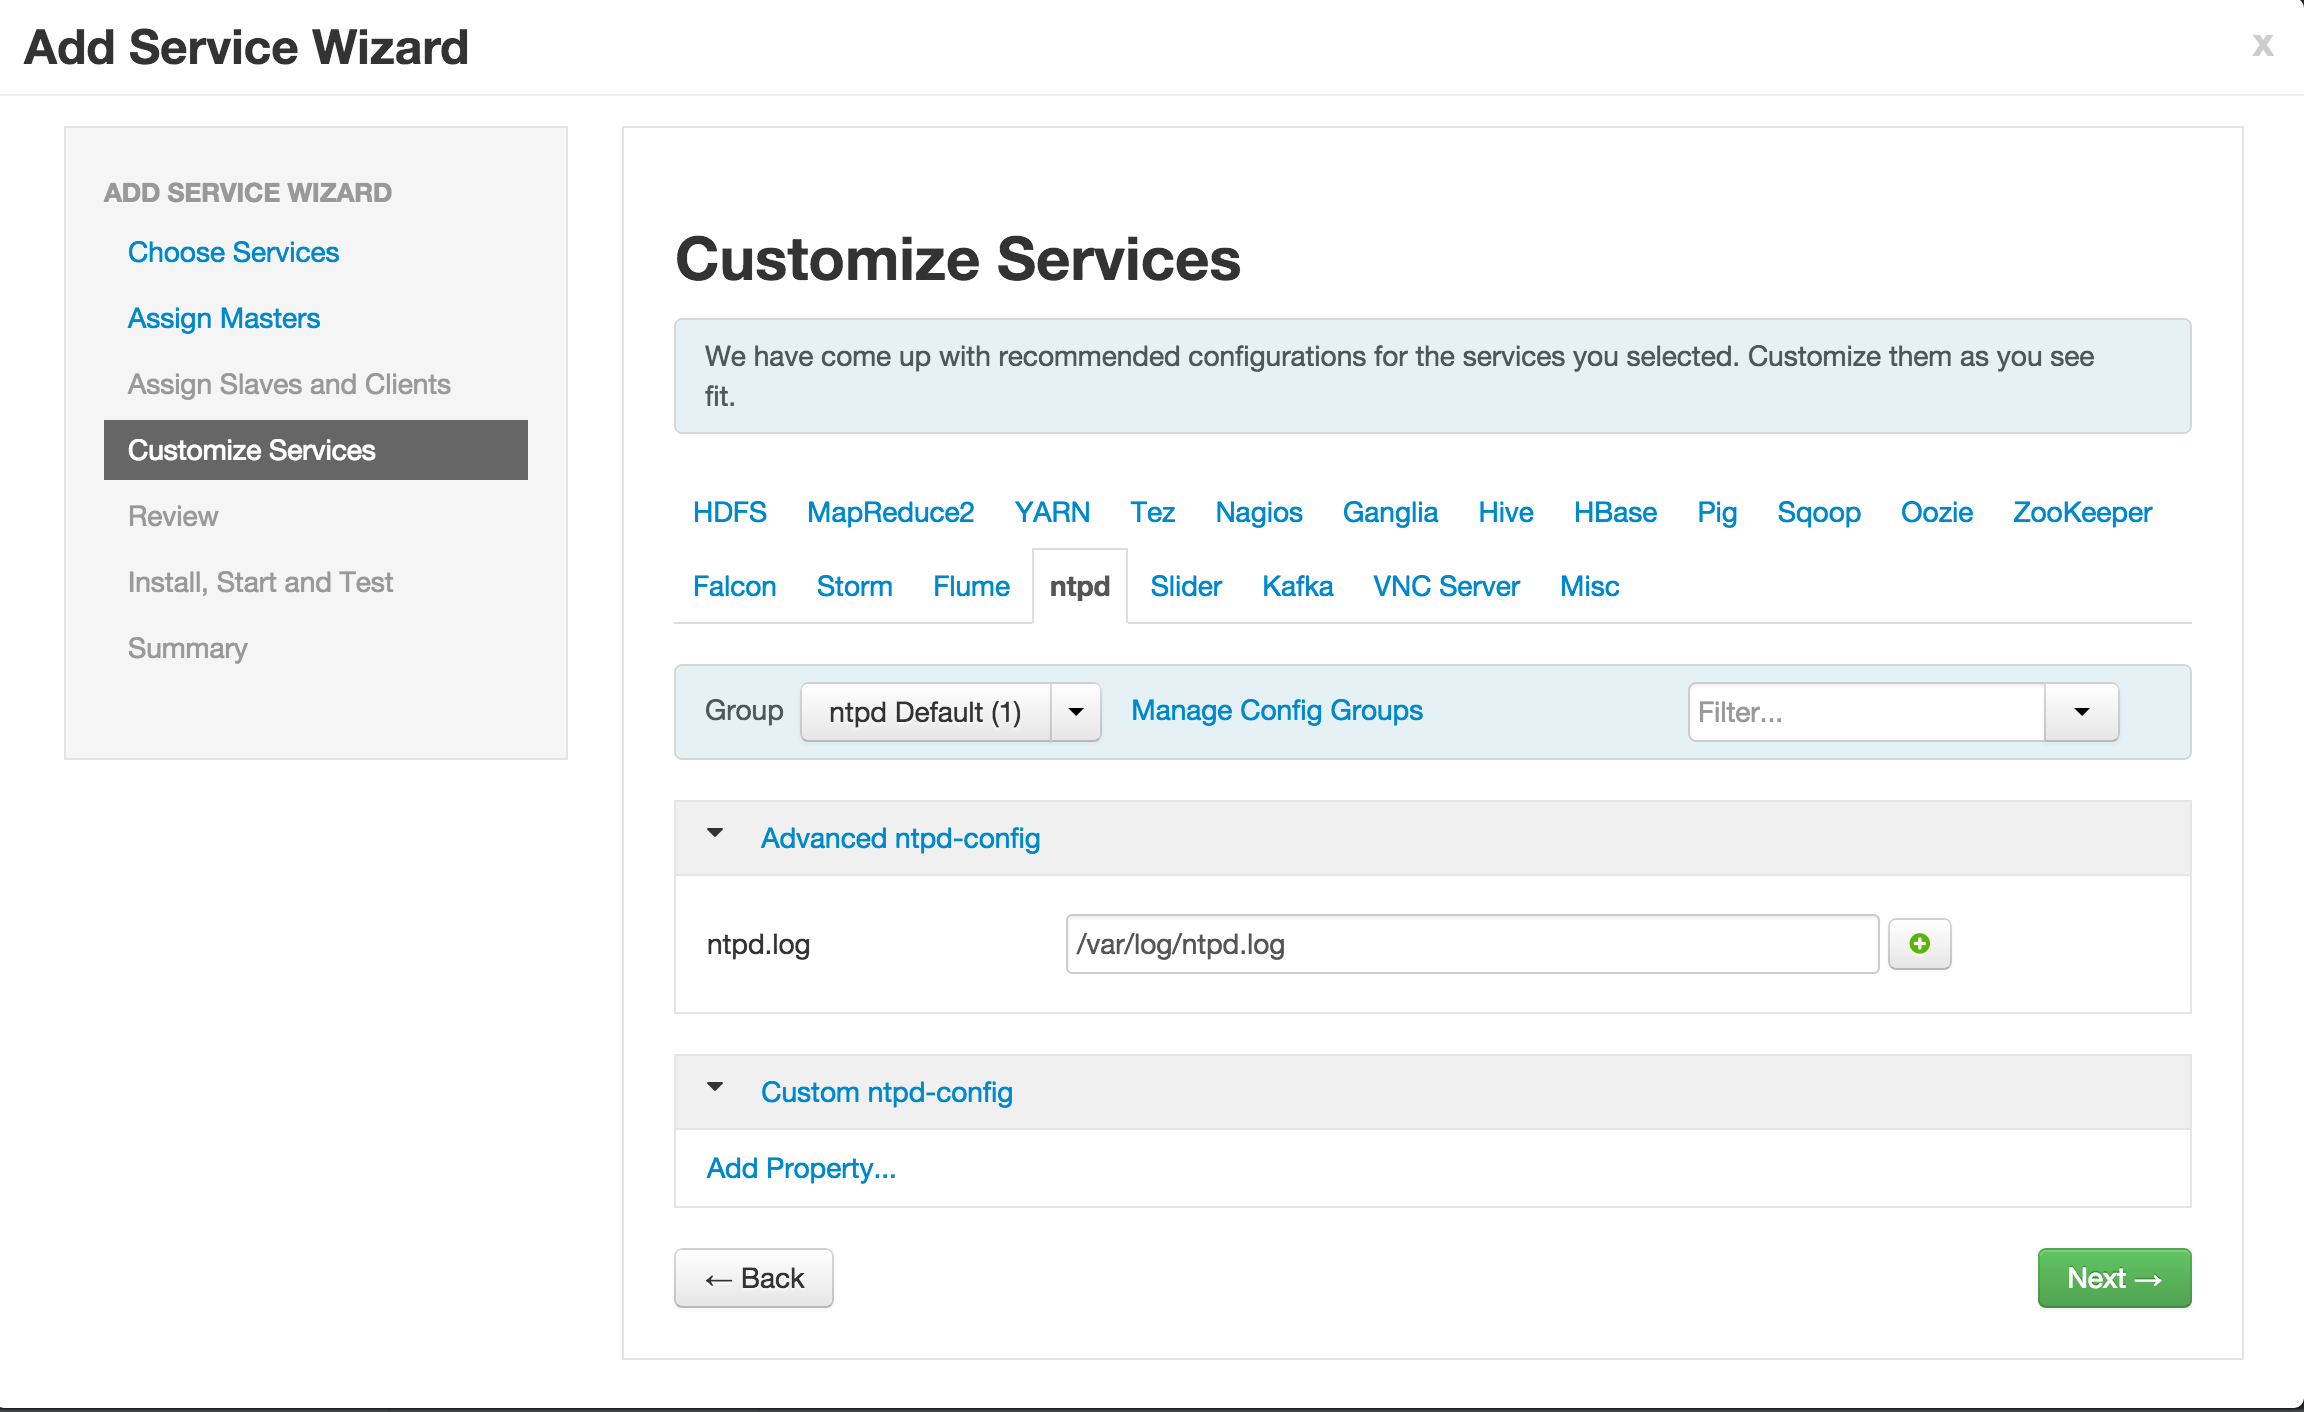 Add Service Wizard
x
ADD SERVICE WIZARD
Choose Services
Assign Masters
Assign Slaves and Clients
Customize Services
Review
Install, Start and Test
Summary
Customize Services
We have come up with recommended configurations for the services you selected. Customize them as you see
fit.
HDFS MapReduce2 YARN Tez Nagios Ganglia Hive HBase Pig Sqoop Oozie ZooKeeper
Falcon Storm Flume ntpd Slider Kafka VNC Server Misc
Group ntpd Default (1) Manage Config Groups Filter...
Advanced ntpd-config
ntpd.log /var/log/ntpd.log
Custom ntpd-config
Add Property...
← Back Next →